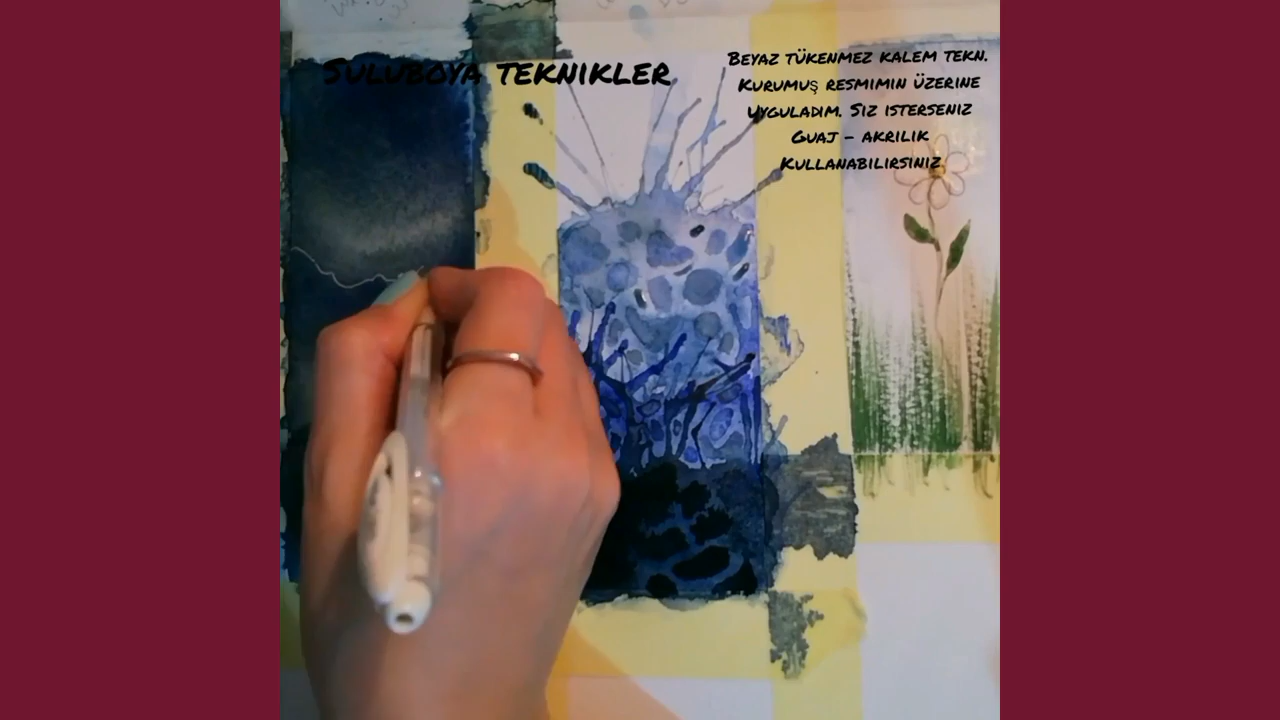 Suluboya teknikler
Beyaz tükenmez kalem tekn.
Kurumuş resmimin üzerine
uyguladım. Siz isterseniz
Guaj - akrilik
Kullanabilirsiniz